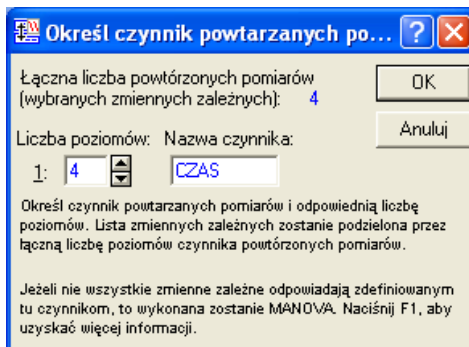 Określ czynnik powtarzanych po...
Łączna liczba powtórzonych pomiarów
(wybranych zmiennych zależnych): 4
OK
Anuluj
Liczba poziomów: Nazwa czynnika:
1: 4 CZAS
Określ czynnik powtarzanych pomiarów i odpowiednią liczbę
poziomów. Lista zmiennych zależnych zostanie podzielona przez
łączną liczbę poziomów czynnika powtórzonych pomiarów.
Jeżeli nie wszystkie zmienne zależne odpowiadają zdefiniowanym
tu czynnikom, to wykonana zostanie MANOVA. Naciśnij F1, aby
uzyskać więcej informacji.